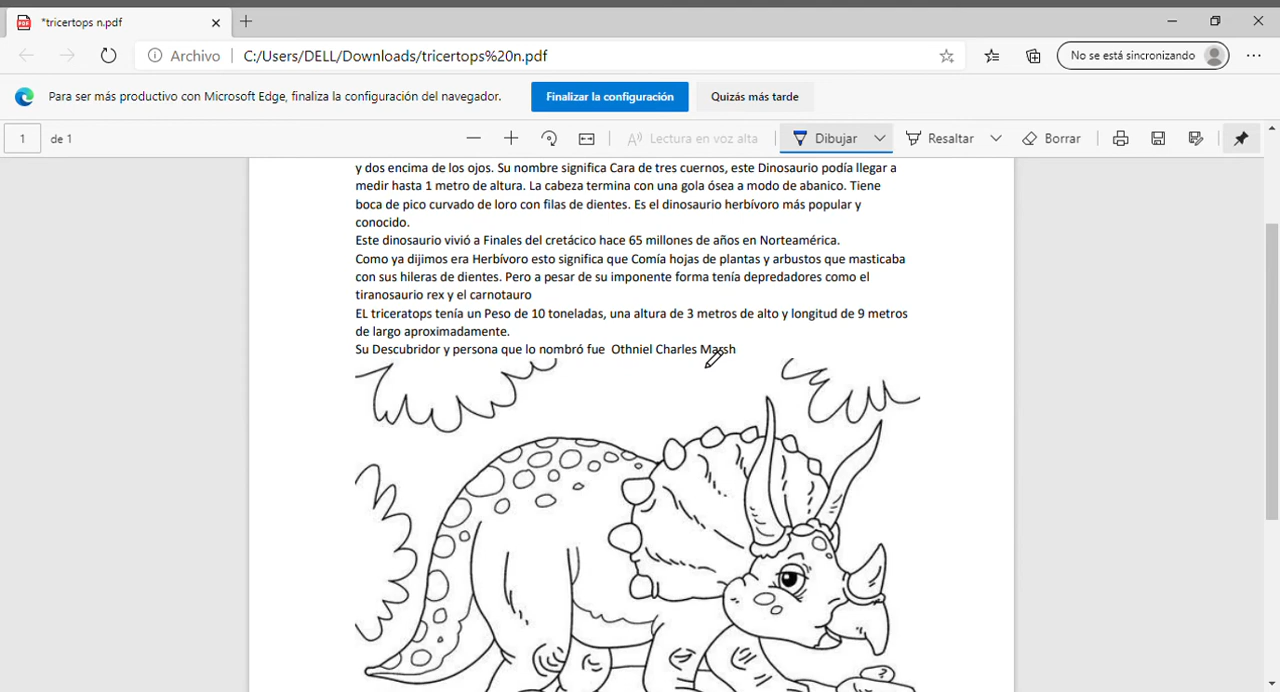 *tricertops n.pdf
Archivo
C:/Users/DELL/Downloads/tricertops%20n.pdf
No se está sincronizando
Para ser más productivo con Microsoft Edge, finaliza la configuración del navegador.
Finalizar la configuración
Quizás más tarde
1 de 1
Lectura en voz alta
Dibujar
Resaltar
Borrar
y dos encima de los ojos. Su nombre significa Cara de tres cuernos, este Dinosaurio podía llegar a
medir hasta 1 metro de altura. La cabeza termina con una gola ósea a modo de abanico. Tiene
boca de pico curvado de loro con filas de dientes. Es el dinosaurio herbívoro más popular y
conocido.
Este dinosaurio vivió a Finales del cretácico hace 65 millones de años en Norteamérica.
Como ya dijimos era Herbívoro esto significa que Comía hojas de plantas y arbustos que masticaba
con sus hileras de dientes. Pero a pesar de su imponente forma tenía depredadores como el
tiranosaurio rex y el carnotauro
EL triceratops tenía un Peso de 10 toneladas, una altura de 3 metros de alto y longitud de 9 metros
de largo aproximadamente.
Su Descubridor y persona que lo nombró fue  Othniel Charles Marsh